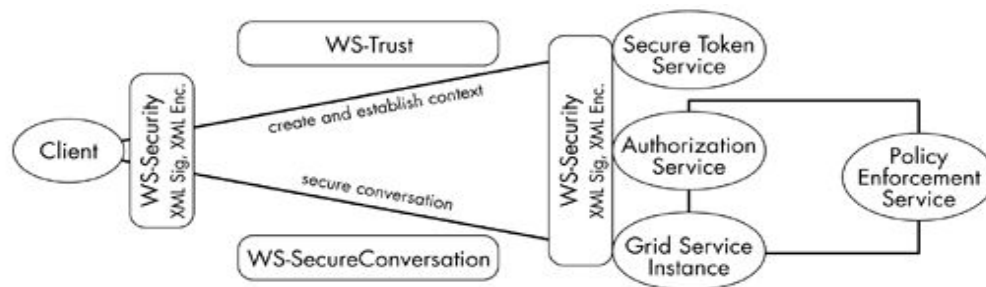 WS-Trust
Secure Token
Service
create and establish context
WS-Security
XML Sig, XML Enc.
WS-Security
XML Sig, XML Enc.
Client
Authorization
Service
Policy
Enforcement
Service
secure conversation
WS-SecureConversation
Grid Service
Instance